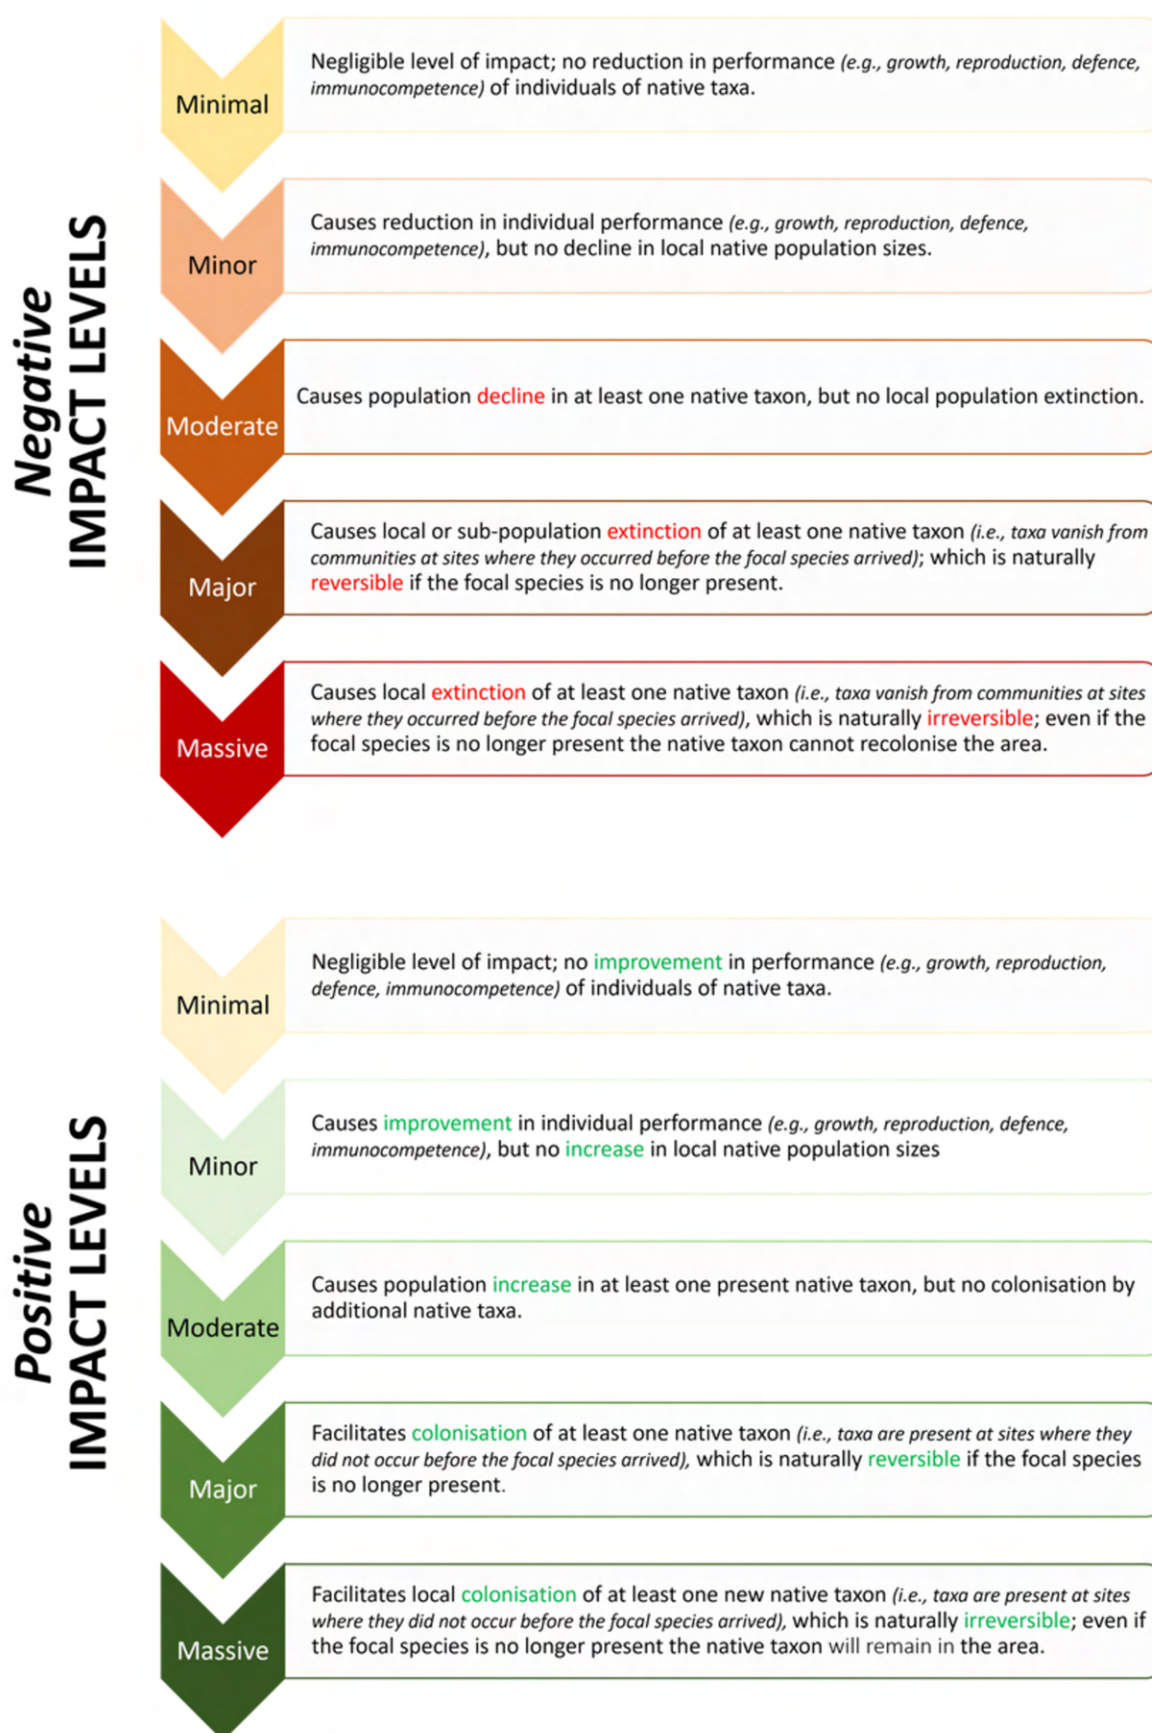 Negative
IMPACT LEVELS
Minimal
Negligible level of impact; no reduction in performance (e.g., growth, reproduction, defence,
immunocompetence) of individuals of native taxa.
Minor
Causes reduction in individual performance (e.g., growth, reproduction, defence,
immunocompetence), but no decline in local native population sizes.
Moderate
Causes population decline in at least one native taxon, but no local population extinction.
Major
Causes local or sub-population extinction of at least one native taxon (i.e., taxa vanish from
communities at sites where they occurred before the focal species arrived); which is naturally
reversible if the focal species is no longer present.
Massive
Causes local extinction of at least one native taxon (i.e., taxa vanish from communities at sites
where they occurred before the focal species arrived), which is naturally irreversible; even if the
focal species is no longer present the native taxon cannot recolonise the area.
Positive
IMPACT LEVELS
Minimal
Negligible level of impact; no improvement in performance (e.g., growth, reproduction,
defence, immunocompetence) of individuals of native taxa.
Minor
Causes improvement in individual performance (e.g., growth, reproduction, defence,
immunocompetence), but no increase in local native population sizes
Moderate
Causes population increase in at least one present native taxon, but no colonisation by
additional native taxa.
Major
Facilitates colonisation of at least one native taxon (i.e., taxa are present at sites where they
did not occur before the focal species arrived), which is naturally reversible if the focal species
is no longer present.
Massive
Facilitates local colonisation of at least one new native taxon (i.e., taxa are present at sites
where they did not occur before the focal species arrived), which is naturally irreversible; even if
the focal species is no longer present the native taxon will remain in the area.